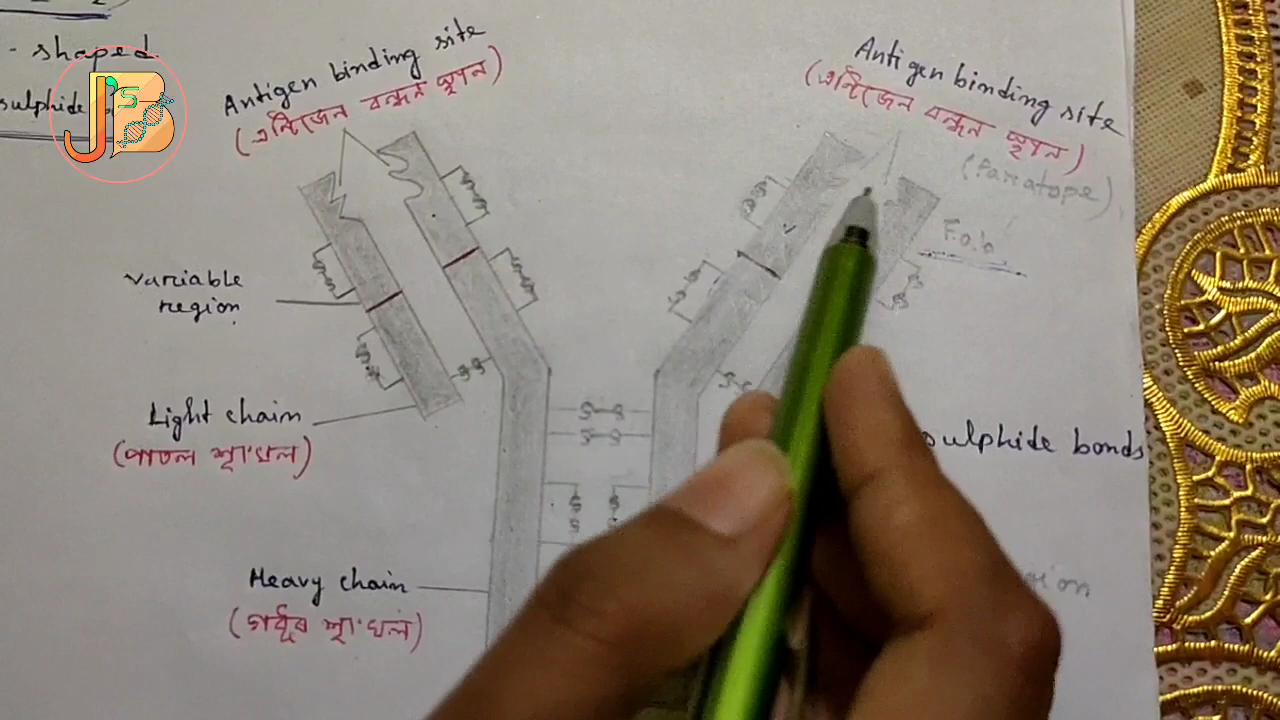 - shaped
sulphide
J's B
Antigen binding site
(এন্টিজেন বন্ধন স্থান)
Antigen binding site
(এন্টিজেন বন্ধন স্থান)
(Paratope)
F.a.b
variable
region
Light chain
(পাতল শৃংখল)
sulphide bonds
Heavy chain
(গধুৰ শৃংখল)